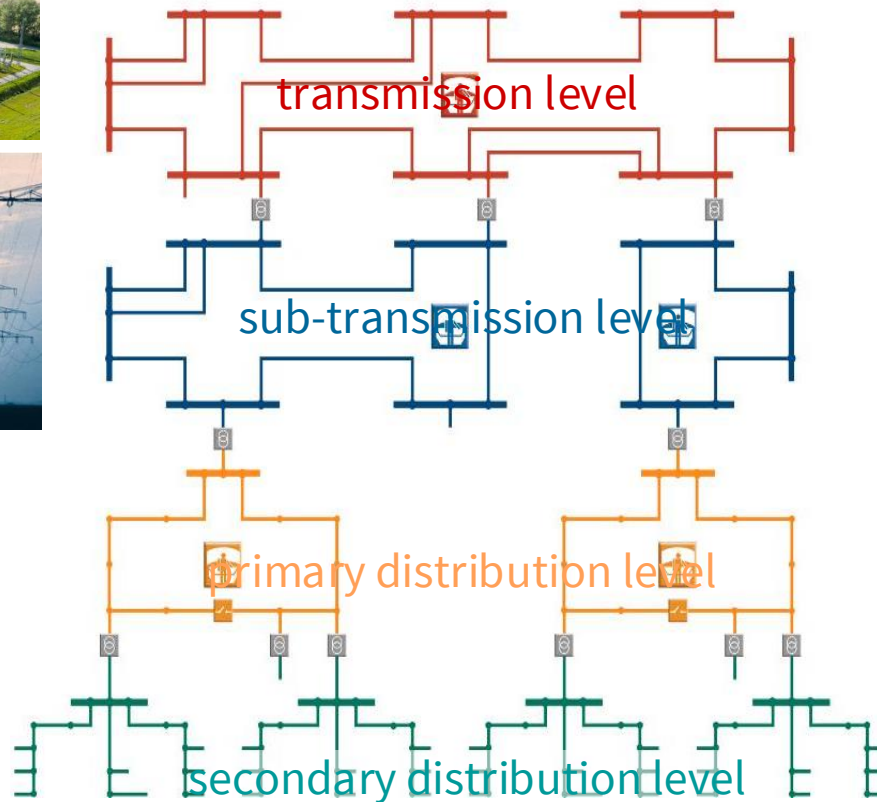 transmission level
sub-transmission level
primary distribution level
secondary distribution level